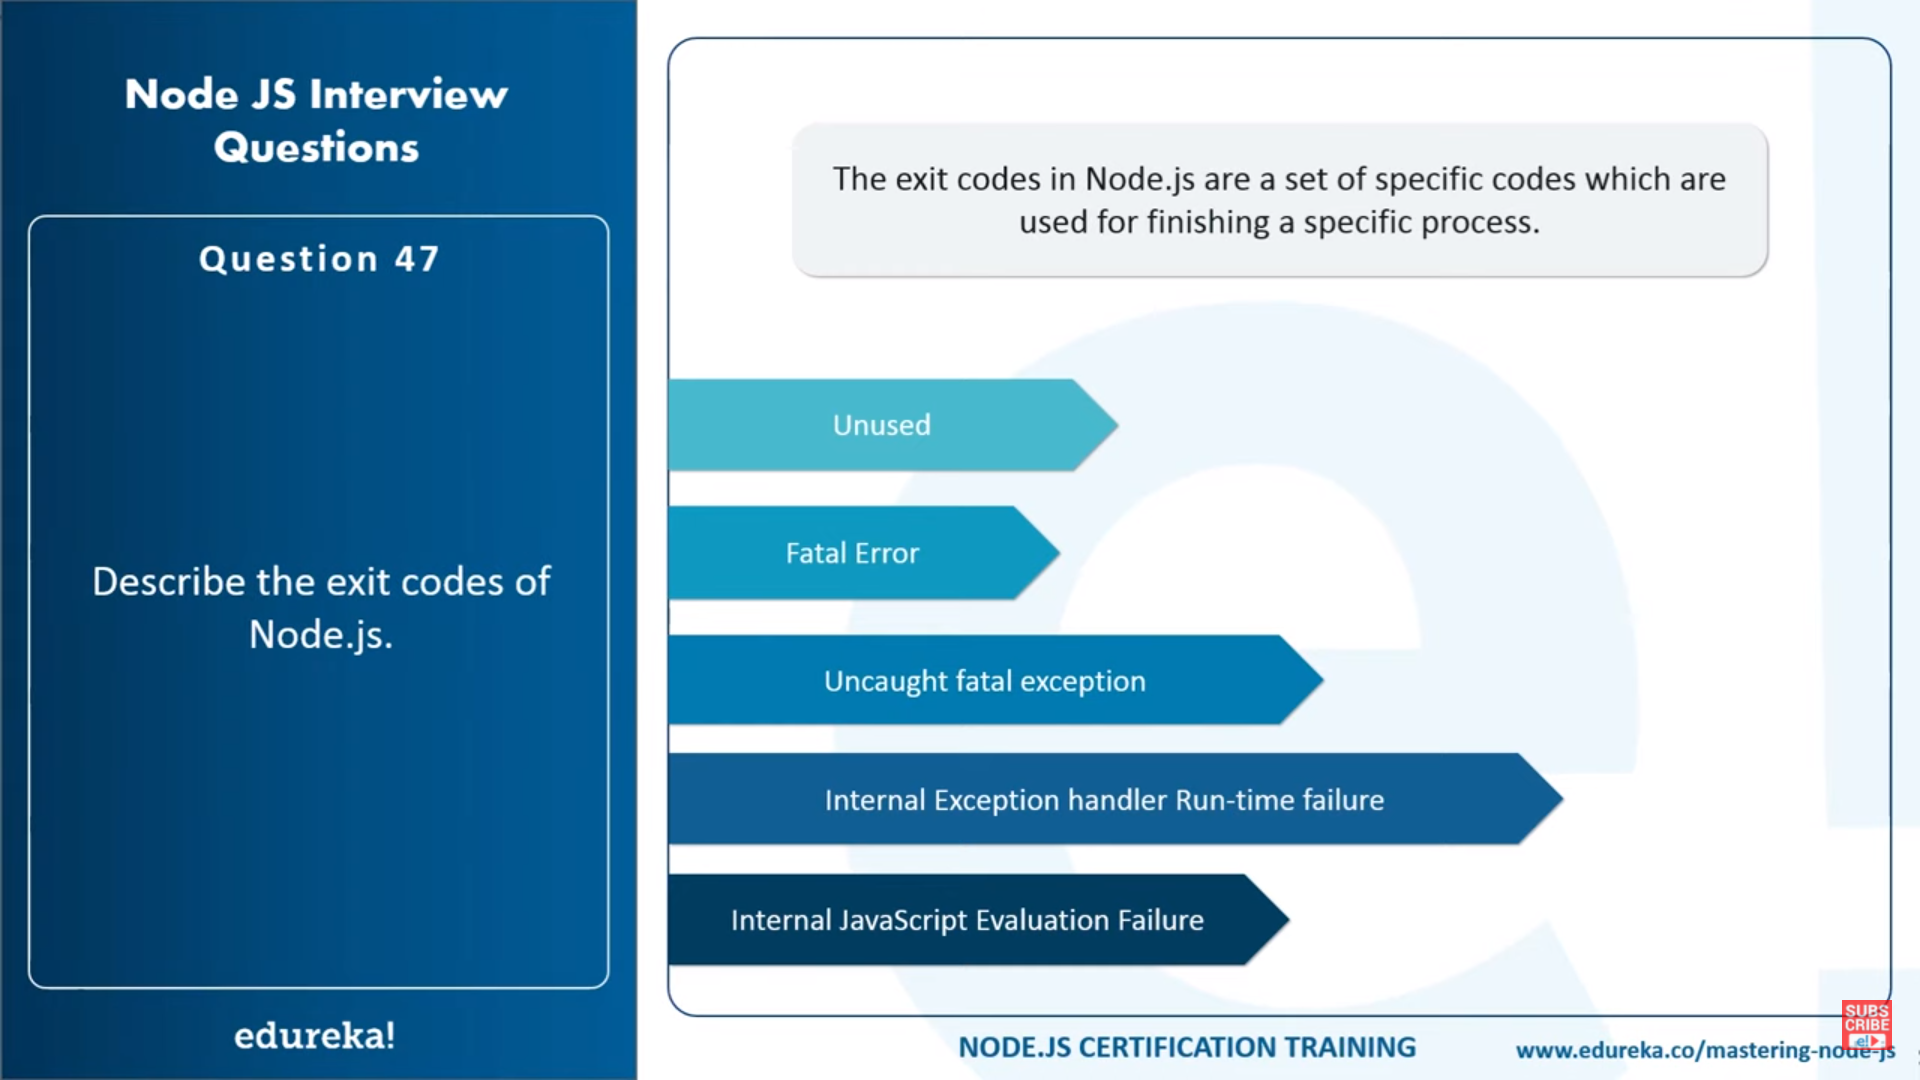 Node JS Interview
Questions
Question 47
Describe the exit codes of
Node.js.
edureka!
The exit codes in Node.js are a set of specific codes which are
used for finishing a specific process.
Unused
Fatal Error
Uncaught fatal exception
Internal Exception handler Run-time failure
Internal JavaScript Evaluation Failure
NODE.JS CERTIFICATION TRAINING
www.edureka.co/mastering-node-js
SUBS
CRIBE
e!